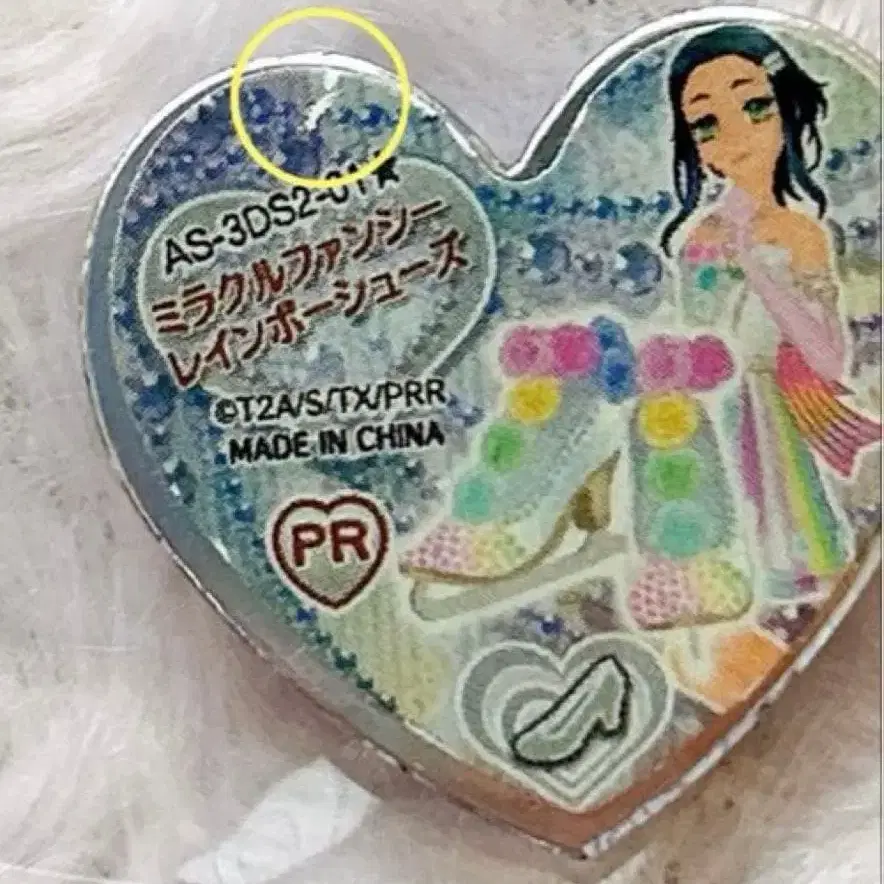 AS-3DS2-01★
ミラクルファンシー
レインボーシューズ
©T2A/S/TX/PRR
MADE IN CHINA
PR